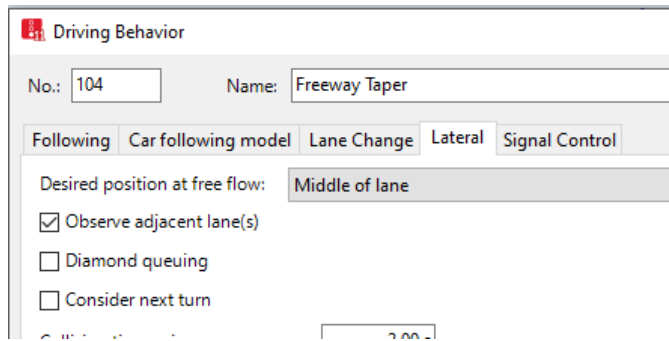 Driving Behavior
No.: 104 Name: Freeway Taper
Following Car following model Lane Change Lateral Signal Control
Desired position at free flow: Middle of lane
Observe adjacent lane(s)
Diamond queuing
Consider next turn